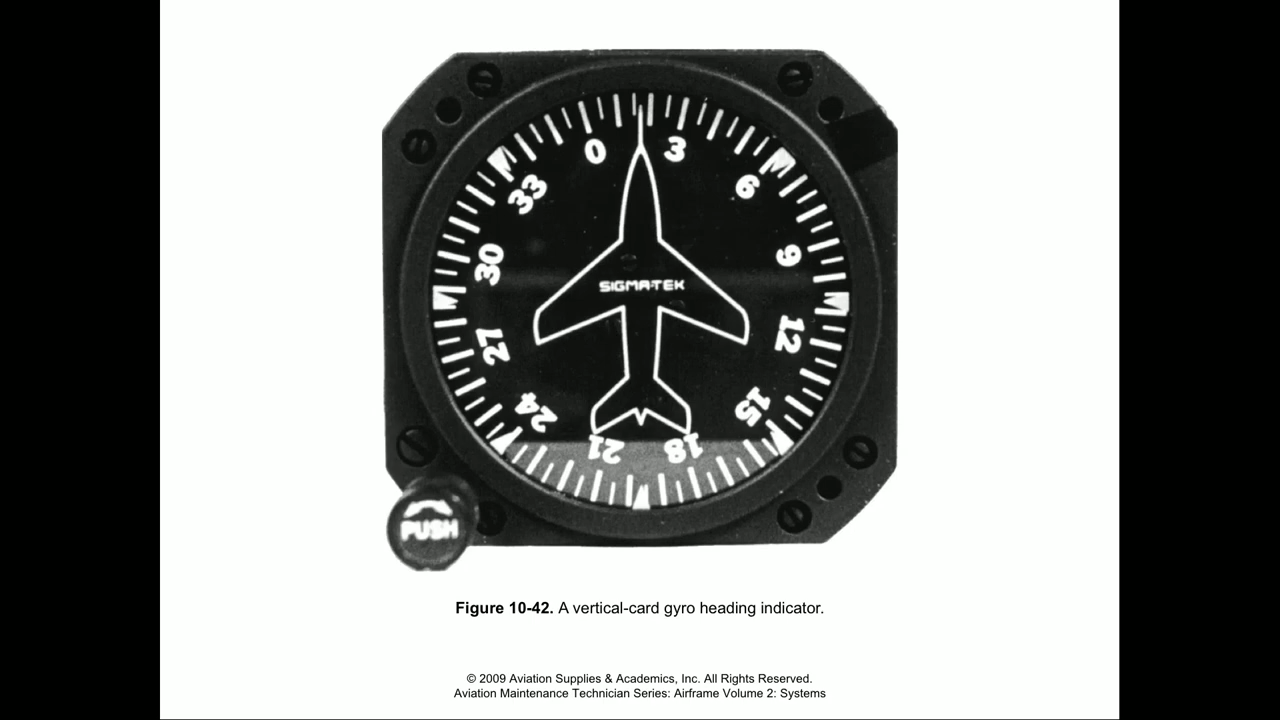 0 3
33 6
30 9
SIGMA-TEK
27 12
24 15
21 18
PUSH
Figure 10-42. A vertical-card gyro heading indicator.
© 2009 Aviation Supplies & Academics, Inc. All Rights Reserved.
Aviation Maintenance Technician Series: Airframe Volume 2: Systems